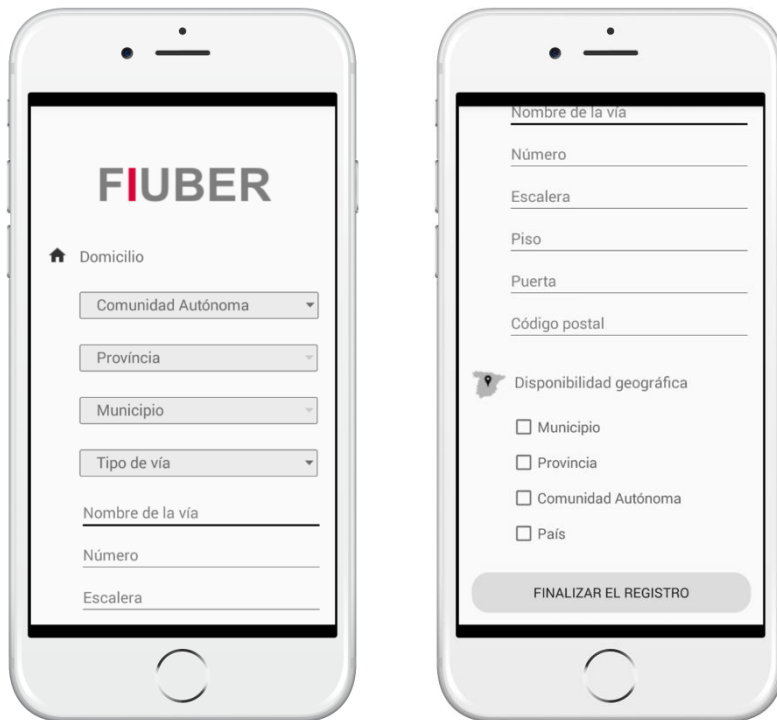 FIUBER
Domicilio
Comunidad Autónoma
Províncía
Municipio
Tipo de vía
Nombre de la vía
Número
Escalera
Nombre de la vía
Número
Escalera
Piso
Puerta
Código postal
Disponibilidad geográfica
Municipio
Provincia
Comunidad Autónoma
País
FINALIZAR EL REGISTRO